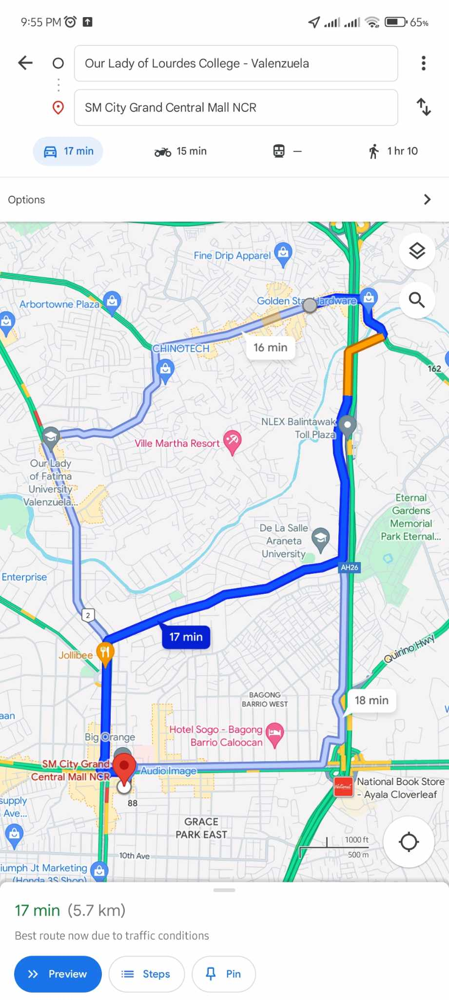 9:55 PM
65%
Our Lady of Lourdes College - Valenzuela
SM City Grand Central Mall NCR
17 min
15 min
—
1 hr 10
Options
Fine Drip Apparel
Arbortowne Plaza
Golden Star Hardware
CHINOTECH
16 min
162
NLEX Balintawak
Toll Plaza
Ville Martha Resort
Our Lady
of Fatima
University
Valenzuela...
Eternal
Gardens
Memorial
Park Eternal...
De La Salle
Araneta
University
AH26
Enterprise
2
17 min
Jollibee
Quirino Hwy
BAGONG
BARRIO WEST
18 min
aan
Hotel Sogo - Bagong
Barrio Caloocan
Big Orange
SM City Grand
Central Mall NCR
Audio Image
National
National Book Store
- Ayala Cloverleaf
88
supply
Ave...
GRACE
PARK EAST
1000 ft
500 m
10th Ave
iumph Jt Marketing
(Honda 3S Shop)
17 min (5.7 km)
Best route now due to traffic conditions
Preview
Steps
Pin